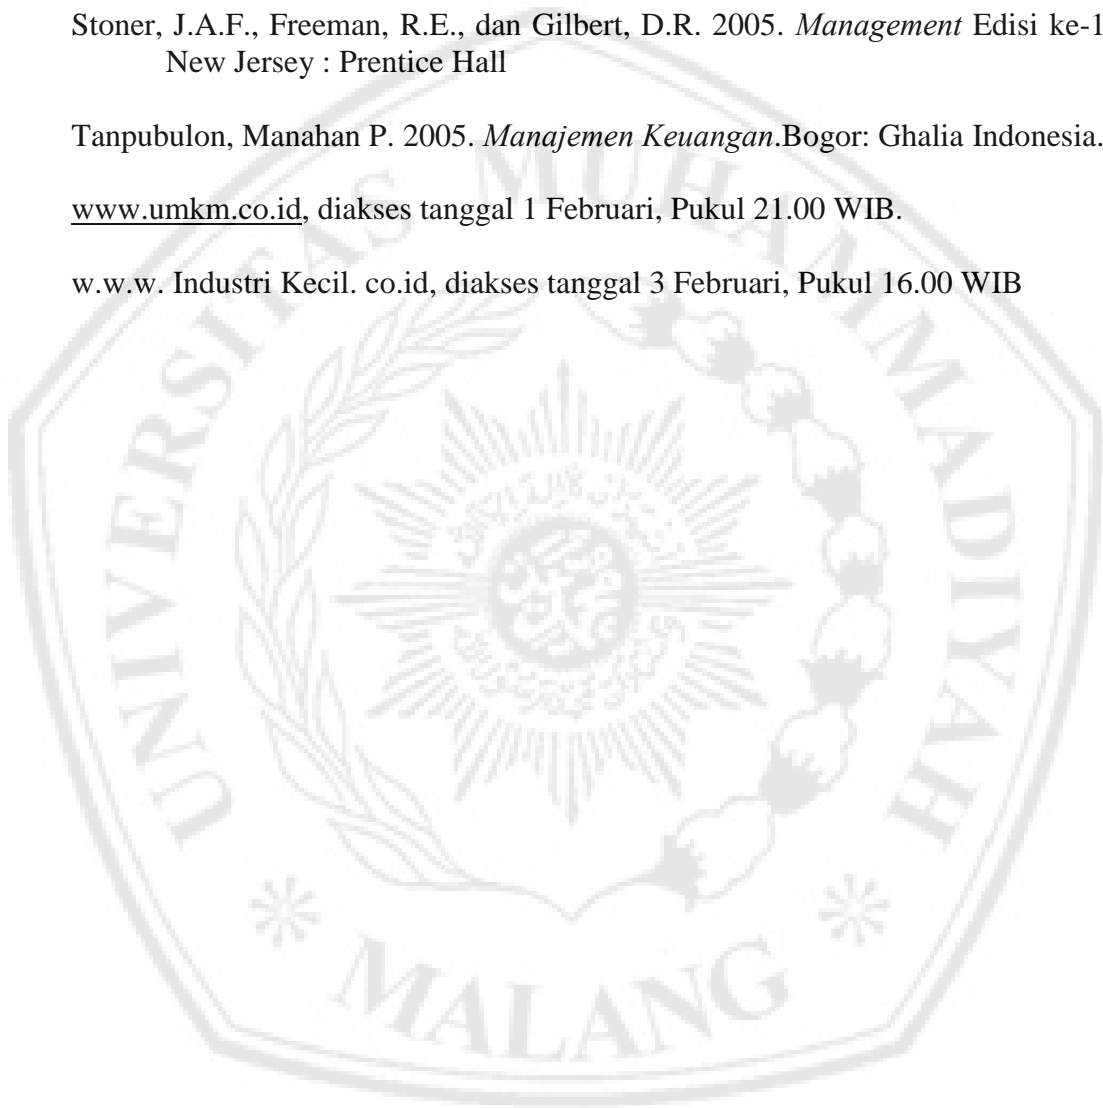 Stoner, J.A.F., Freeman, R.E., dan Gilbert, D.R. 2005. Management Edisi ke-1
New Jersey : Prentice Hall
Tanpubulon, Manahan P. 2005. Manajemen Keuangan.Bogor: Ghalia Indonesia.
www.umkm.co.id, diakses tanggal 1 Februari, Pukul 21.00 WIB.
w.w.w. Industri Kecil. co.id, diakses tanggal 3 Februari, Pukul 16.00 WIB
UNIVERSITAS MUHAMMADIYAH
MALANG